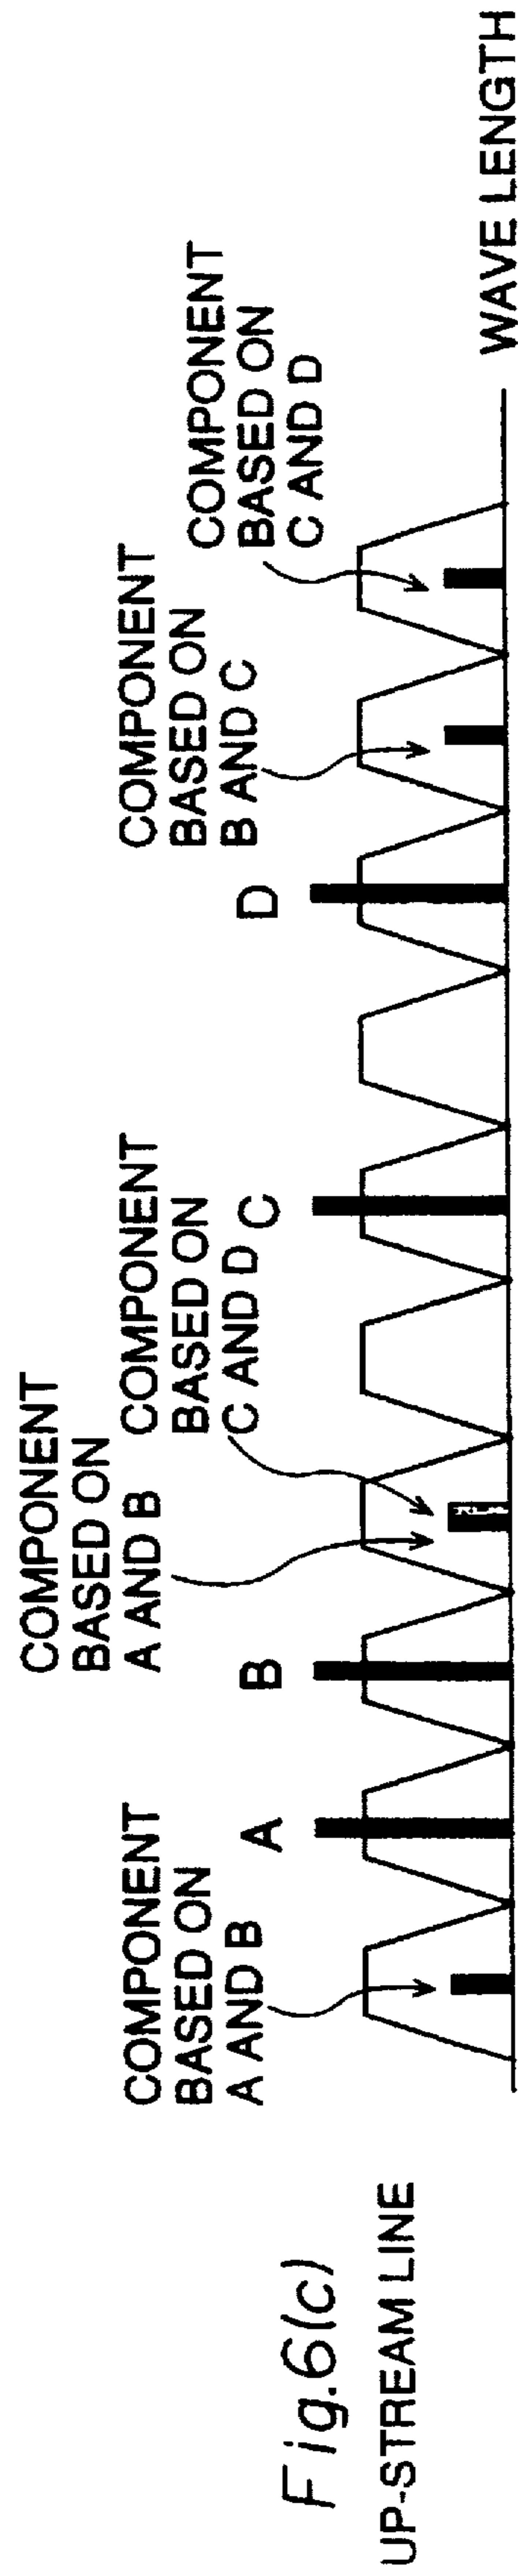 Fig.6(c)
UP-STREAM LINE
COMPONENT
BASED ON
A AND B
A
B
COMPONENT
BASED ON
A AND B
COMPONENT
BASED ON
C AND D
C
D
COMPONENT
BASED ON
B AND C
COMPONENT
BASED ON
C AND D
WAVE LENGTH